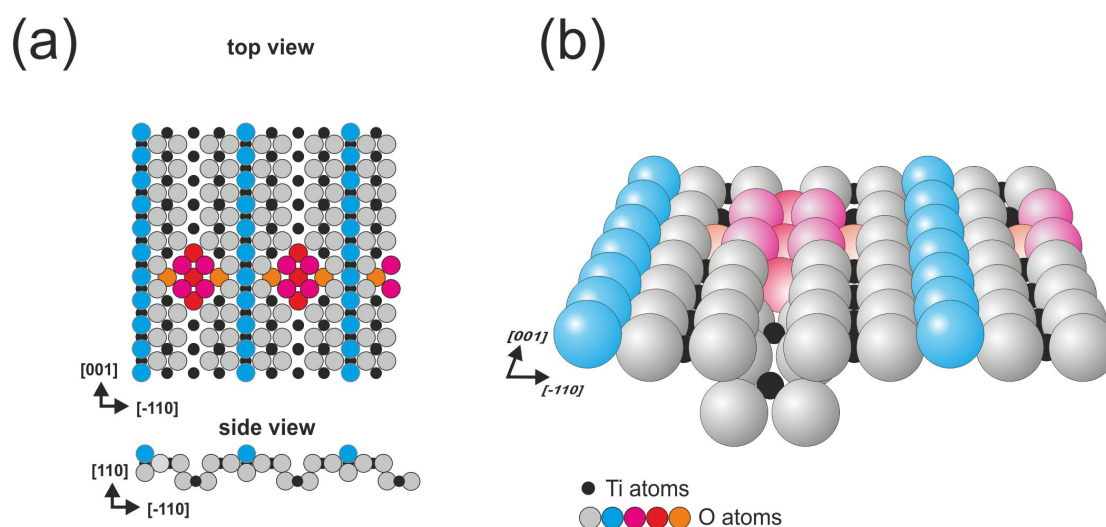 (a)
top view
[001]
[-110]
side view
[110]
[-110]
(b)
[001]
[-110]
Ti atoms
O atoms